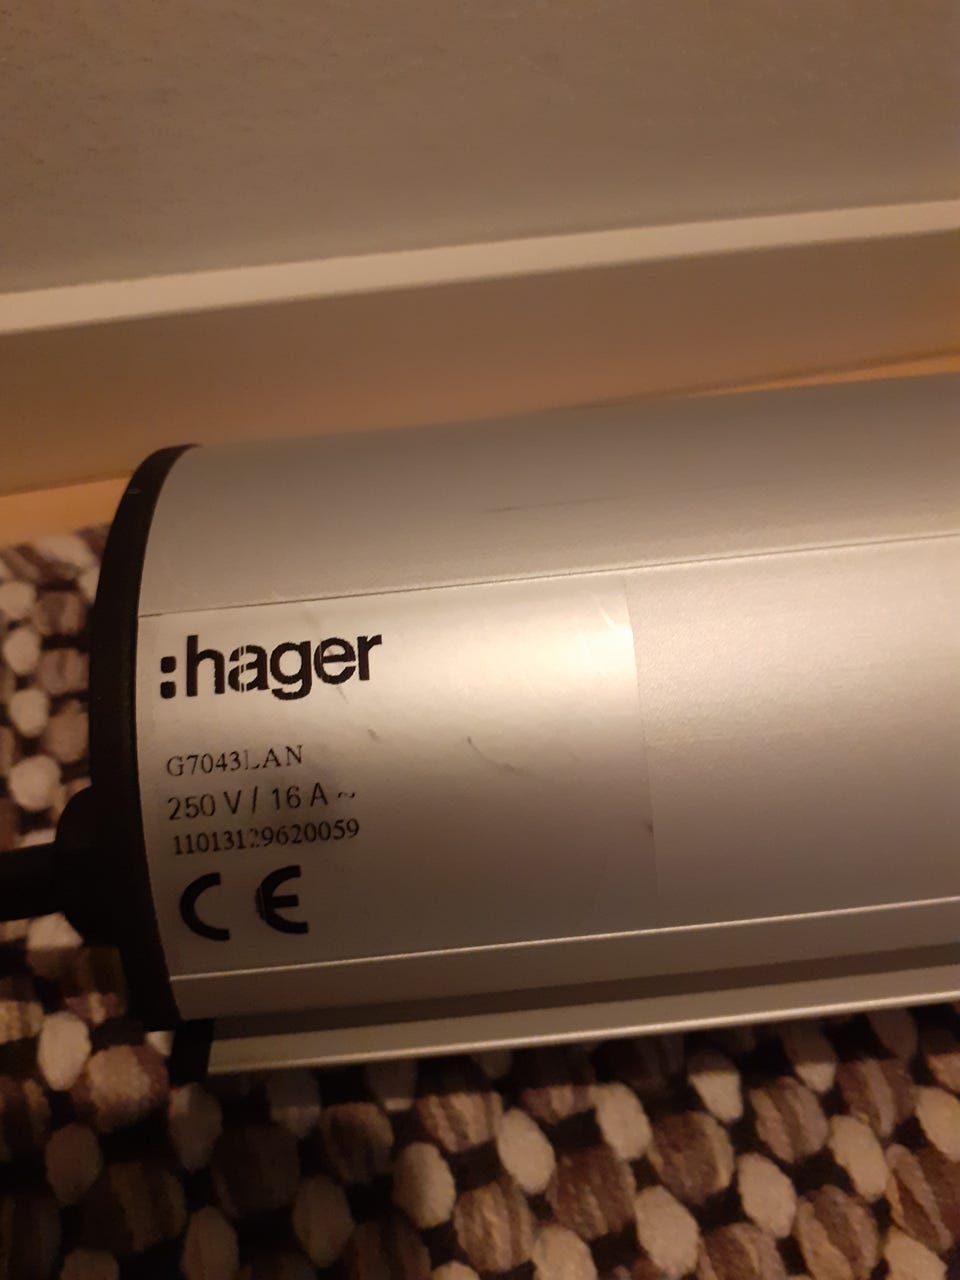 :hager
G7043LAN
250 V / 16 A ~
11013129620059
CE